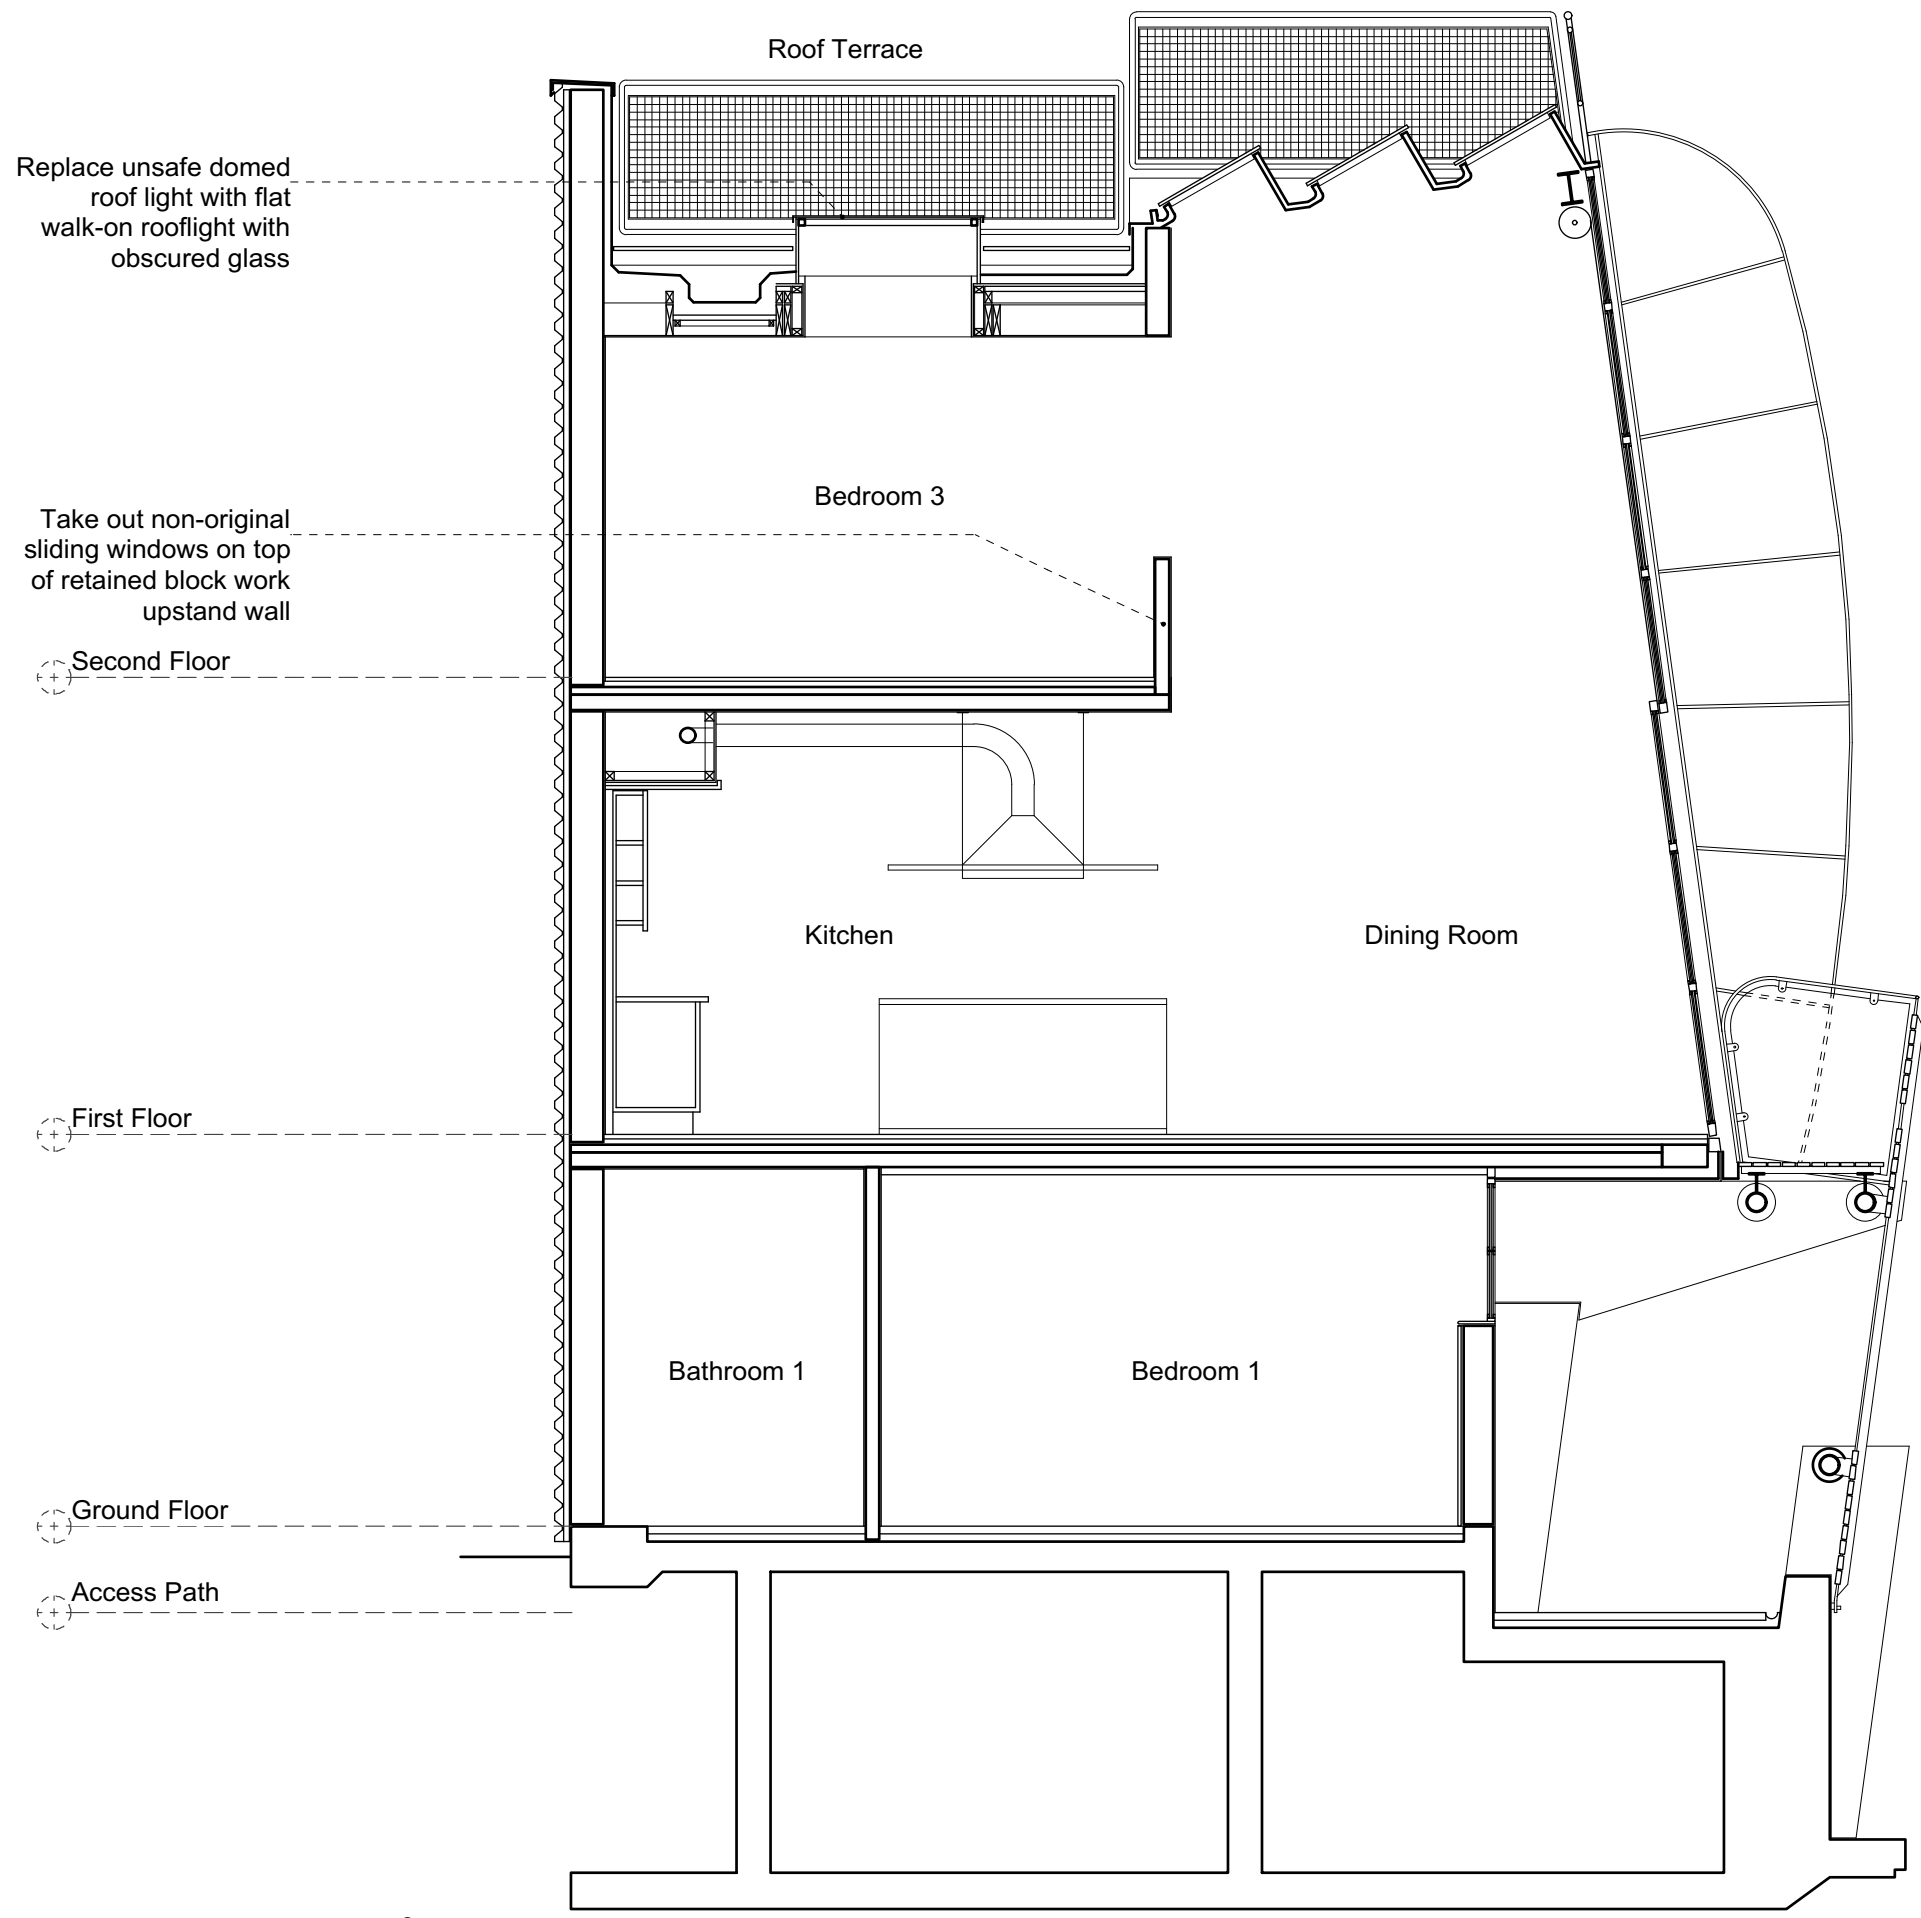 Roof Terrace
Replace unsafe domed
roof light with flat
walk-on rooflight with
obscured glass
Bedroom 3
Take out non-original
sliding windows on top
of retained block work
upstand wall
Second Floor
Kitchen
Dining Room
First Floor
Bathroom 1
Bedroom 1
Ground Floor
Access Path